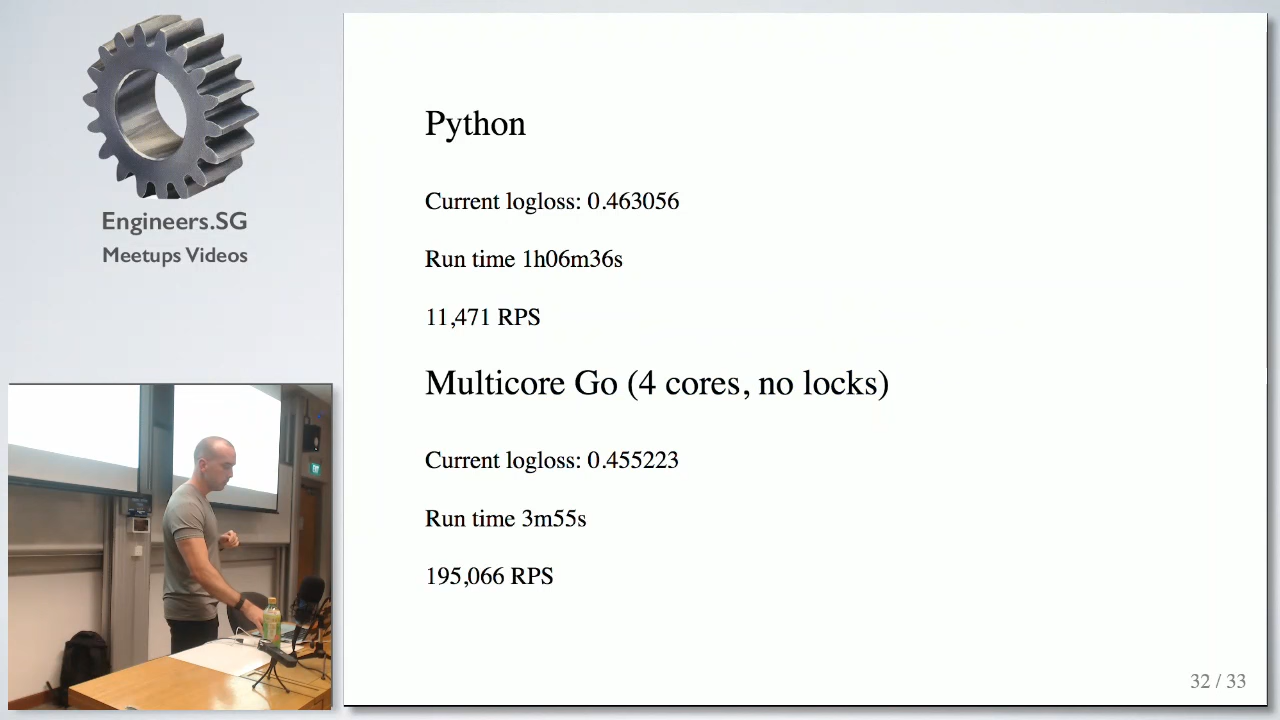 Engineers.SG
Meetups Videos
Python
Current logloss: 0.463056
Run time 1h06m36s
11,471 RPS
Multicore Go (4 cores, no locks)
Current logloss: 0.455223
Run time 3m55s
195,066 RPS
32 / 33